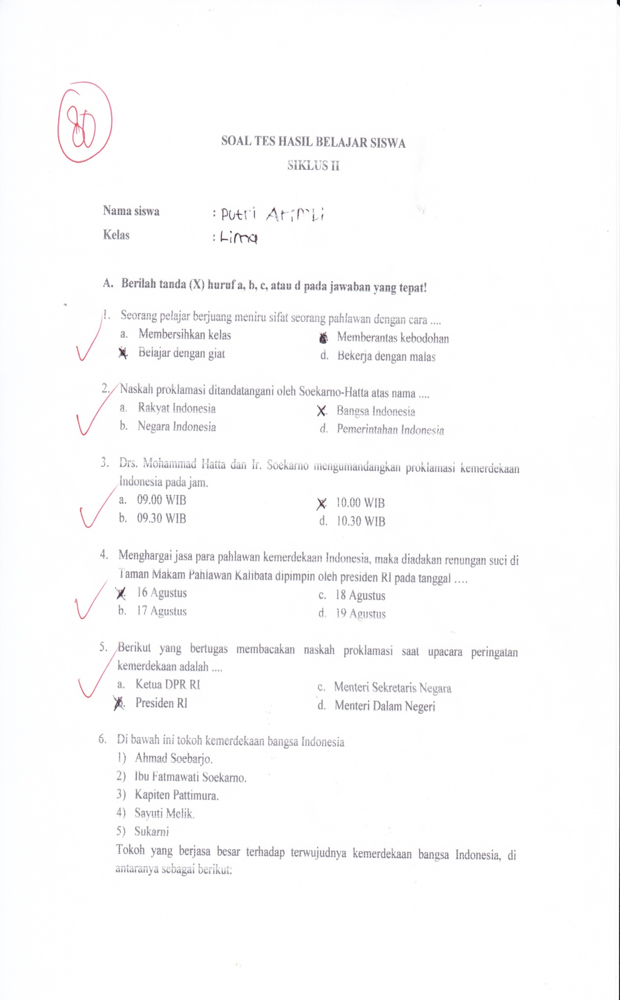 80
SOAL TES HASIL BELAJAR SISWA
SIKLUS II
Nama siswa : Putri Arimbi
Kelas : Lima
A. Berilah tanda (X) huruf a, b, c, atau d pada jawaban yang tepat!
1. Seorang pelajar berjuang meniru sifat seorang pahlawan dengan cara ....
a. Membersihkan kelas Memberantas kebodohan
X Belajar dengan giat d. Bekerja dengan malas
2. Naskah proklamasi ditandatangani oleh Soekarno-Hatta atas nama ....
a. Rakyat Indonesia X Bangsa Indonesia
b. Negara Indonesia d. Pemerintahan Indonesia
3. Drs. Mohammad Hatta dan Ir. Soekarno mengumandangkan proklamasi kemerdekaan
Indonesia pada jam.
a. 09.00 WIB X 10.00 WIB
b. 09.30 WIB d. 10.30 WIB
4. Menghargai jasa para pahlawan kemerdekaan Indonesia, maka diadakan renungan suci di
Taman Makam Pahlawan Kalibata dipimpin oleh presiden RI pada tanggal ....
X 16 Agustus c. 18 Agustus
b. 17 Agustus d. 19 Agustus
5. Berikut yang bertugas membacakan naskah proklamasi saat upacara peringatan
kemerdekaan adalah ....
a. Ketua DPR RI c. Menteri Sekretaris Negara
X Presiden RI d. Menteri Dalam Negeri
6. Di bawah ini tokoh kemerdekaan bangsa Indonesia
1) Ahmad Soebarjo.
2) Ibu Fatmawati Soekarno.
3) Kapiten Pattimura.
4) Sayuti Melik.
5) Sukarni
Tokoh yang berjasa besar terhadap terwujudnya kemerdekaan bangsa Indonesia, di
antaranya sebagai berikut: